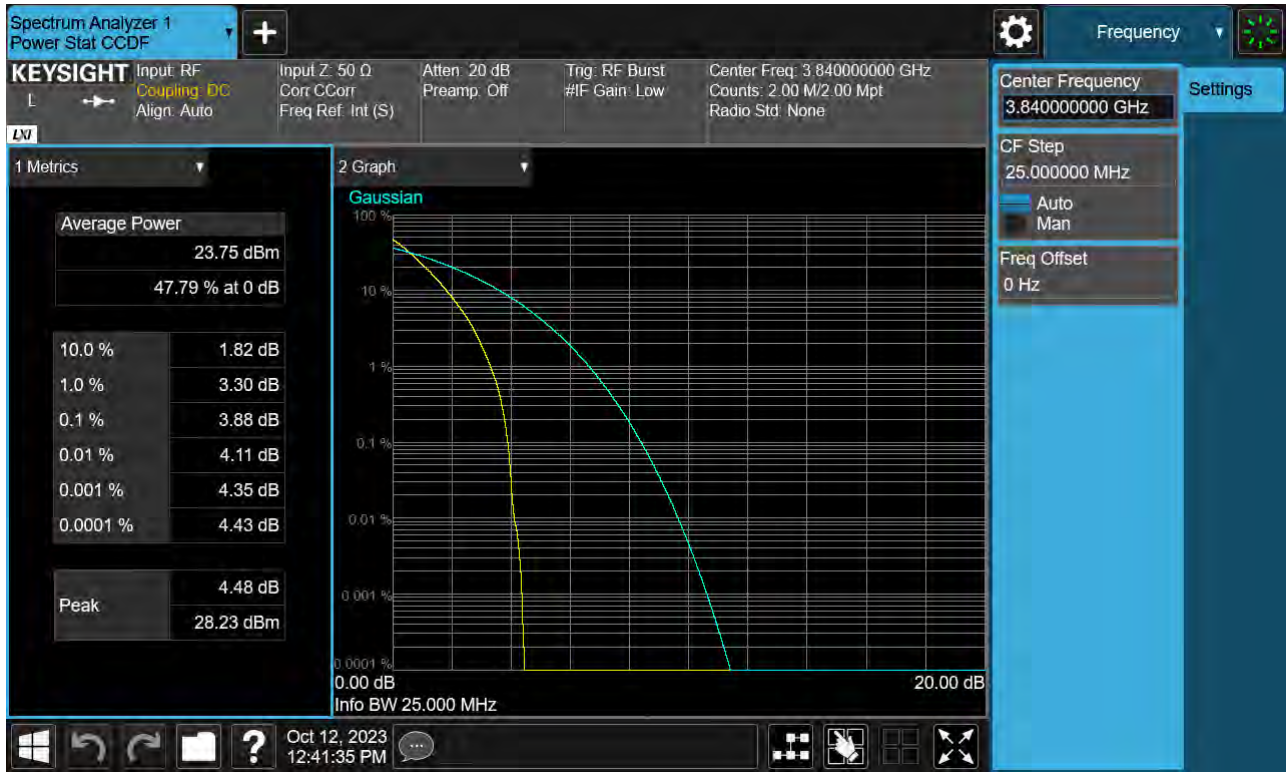 Spectrum Analyzer 1
Power Stat CCDF
+
Frequency
KEYSIGHT
L
LXI
Input: RF
Coupling: DC
Align: Auto
Input Z: 50 Ω
Corr CCorr
Freq Ref: Int (S)
Atten: 20 dB
Preamp: Off
Trig: RF Burst
#IF Gain: Low
Center Freq: 3.840000000 GHz
Counts: 2.00 M/2.00 Mpt
Radio Std: None
Center Frequency
3.840000000 GHz
Settings
CF Step
25.000000 MHz
Auto
Man
Freq Offset
0 Hz
1 Metrics
Average Power
23.75 dBm
47.79 % at 0 dB
10.0 % 1.82 dB
1.0 % 3.30 dB
0.1 % 3.88 dB
0.01 % 4.11 dB
0.001 % 4.35 dB
0.0001 % 4.43 dB
Peak
4.48 dB
28.23 dBm
2 Graph
Gaussian
100 %
10 %
1 %
0.1 %
0.01 %
0.001 %
0.0001 %
0.00 dB 20.00 dB
Info BW 25.000 MHz
?
Oct 12, 2023
12:41:35 PM